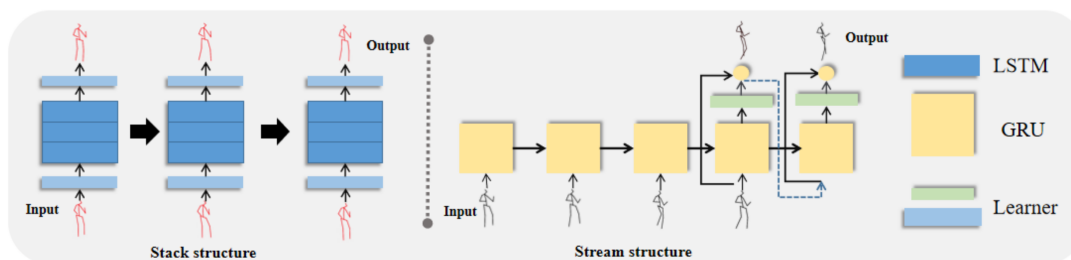 Output
Input
Stack structure
Output
Input
Stream structure
LSTM
GRU
Learner